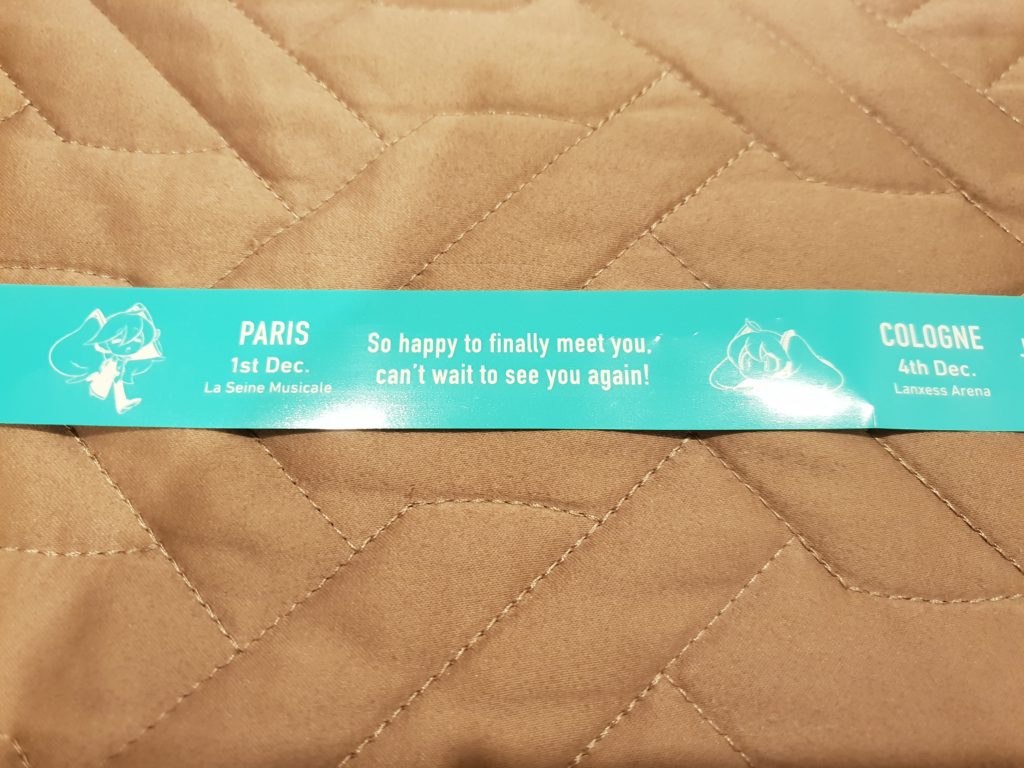 PARIS
1st Dec.
La Seine Musicale
So happy to finally meet you,
can't wait to see you again!
COLOGNE
4th Dec.
Lanxess Arena